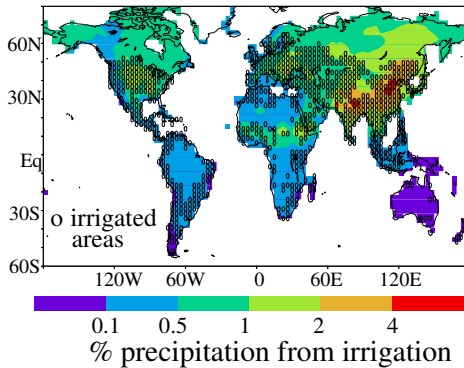 60N
30N
Eq
30S
60S
o irrigated
areas
120W 60W 0 60E 120E
0.1 0.5 1 2 4
% precipitation from irrigation